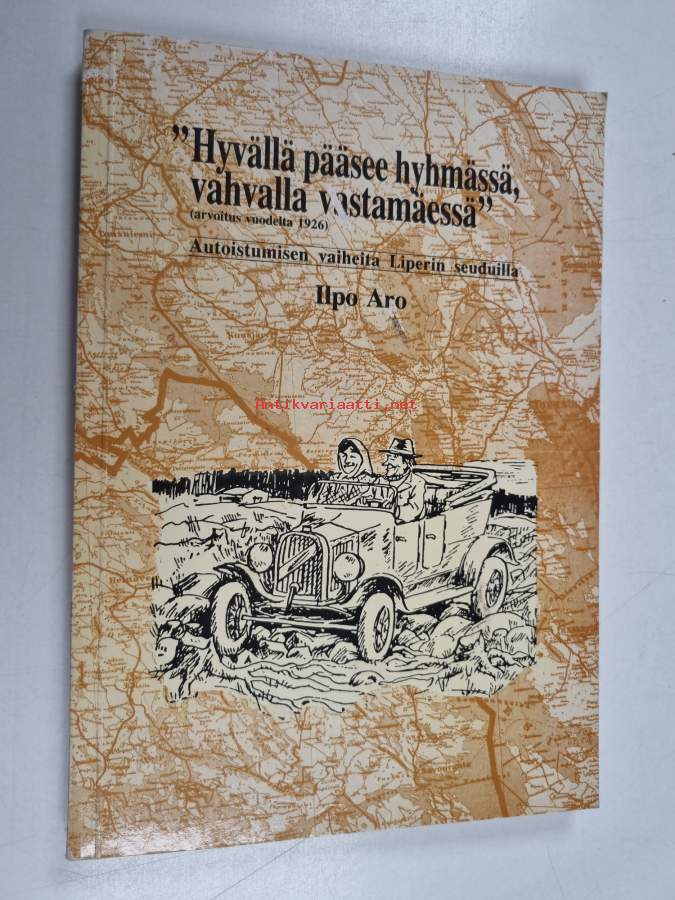 ”Hyvällä pääsee hyhmässä,
vahvalla vastamäessä”
(arvoitus vuodelta 1926)
Autoistumisen vaiheita Liperin seuduilla
Ilpo Aro
Antikvariaatti.net